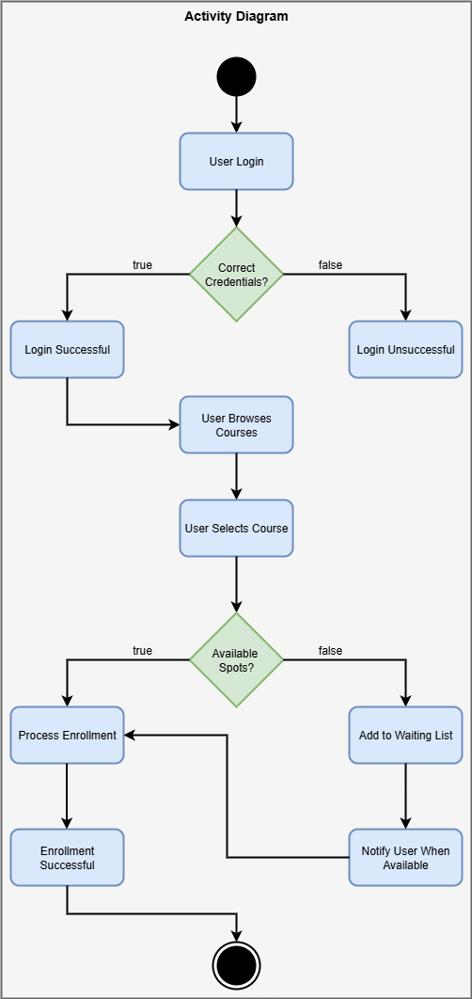 Activity Diagram
User Login
Correct
Credentials?
true
false
Login Successful
Login Unsuccessful
User Browses
Courses
User Selects Course
Available
Spots?
true
false
Process Enrollment
Add to Waiting List
Enrollment
Successful
Notify User When
Available